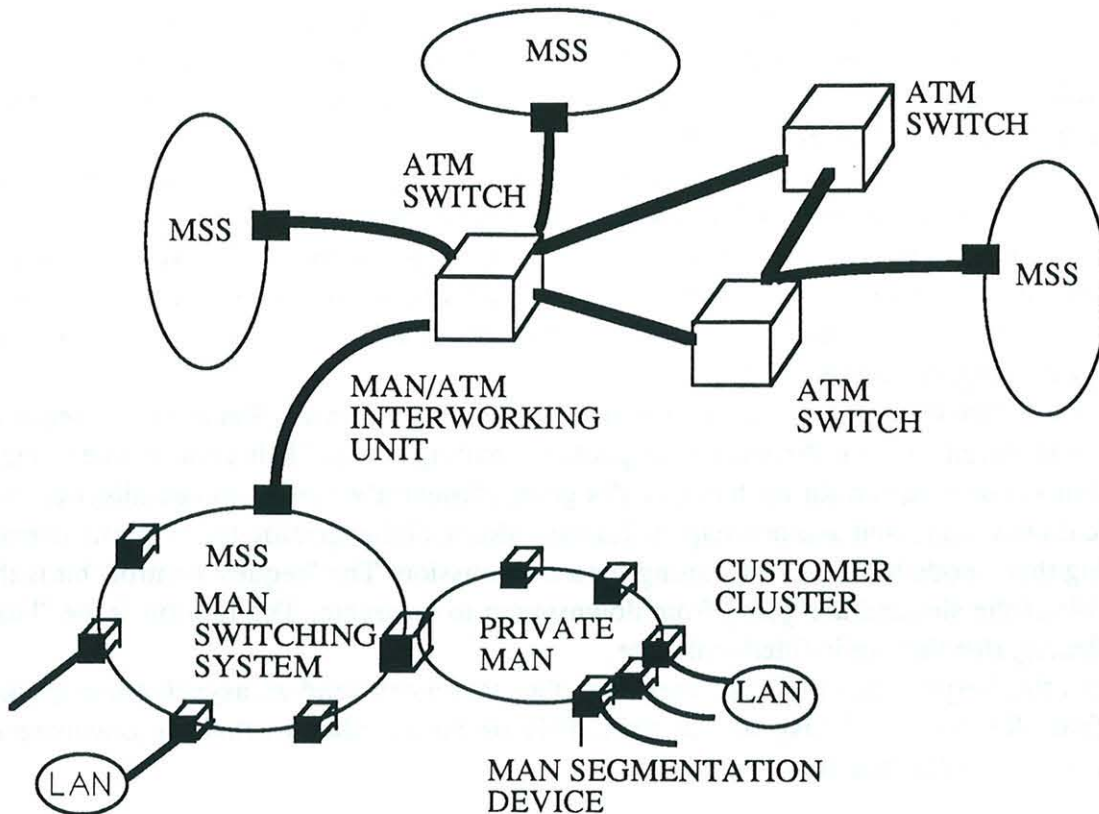 MSS
ATM
SWITCH
ATM
SWITCH
MSS
MSS
ATM
SWITCH
MAN/ATM
INTERWORKING
UNIT
MSS
MAN
SWITCHING
SYSTEM
PRIVATE
MAN
CUSTOMER
CLUSTER
LAN
LAN
MAN SEGMENTATION
DEVICE